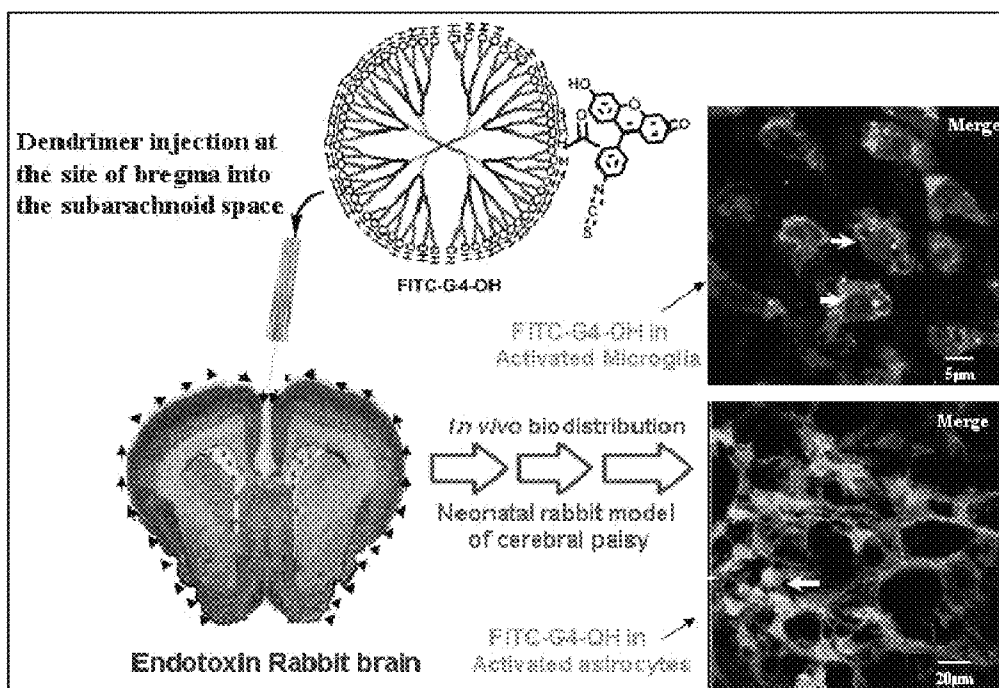 Dendrimer injection at
the site of bregma into
the subarachnoid space
HO
O
O
FITC-G4-OH
Merge
FITC-G4-OH in
Activated Microglia
5μm
In vivo biodistribution
Neonatal rabbit model
of cerebral palsy
Merge
FITC-G4-OH in
Activated astrocytes
20μm
Endotoxin Rabbit brain